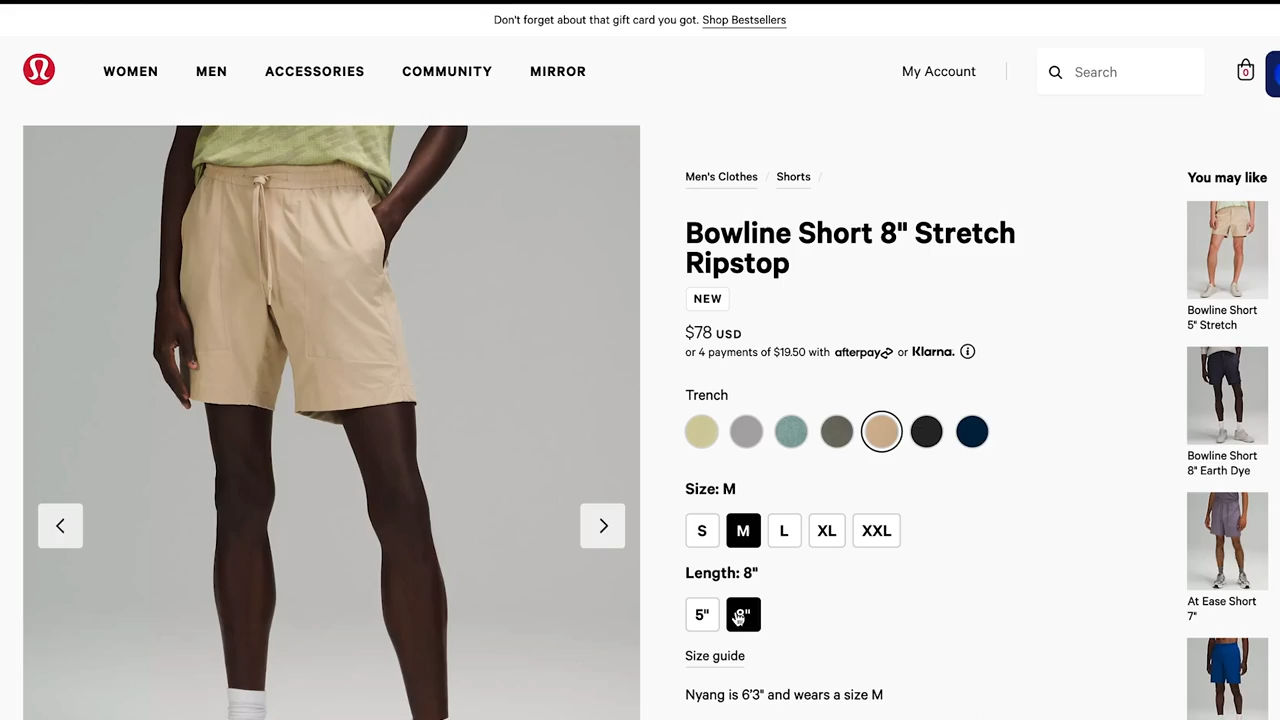 Don't forget about that gift card you got. Shop Bestsellers
WOMEN MEN ACCESSORIES COMMUNITY MIRROR
My Account
Search
0
Men's Clothes / Shorts /
Bowline Short 8" Stretch
Ripstop
NEW
$78 USD
or 4 payments of $19.50 with afterpay or Klarna.
Trench
Size: M
S M L XL XXL
Length: 8"
5" 8"
Size guide
Nyang is 6'3" and wears a size M
You may like
Bowline Short
5" Stretch
Bowline Short
8" Earth Dye
At Ease Short
7"